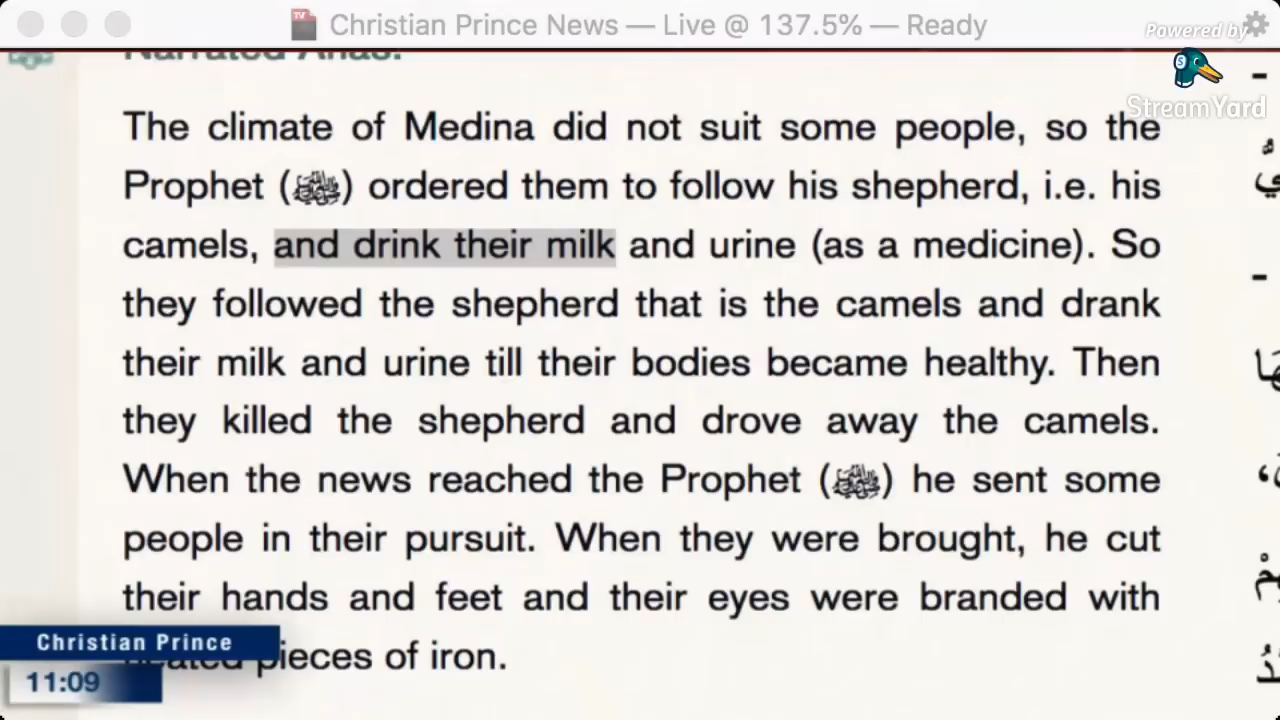 Christian Prince News — Live @ 137.5% — Ready
Powered by
StreamYard
Narrated Anas:
The climate of Medina did not suit some people, so the
Prophet (ﷺ) ordered them to follow his shepherd, i.e. his
camels, and drink their milk and urine (as a medicine). So
they followed the shepherd that is the camels and drank
their milk and urine till their bodies became healthy. Then
they killed the shepherd and drove away the camels.
When the news reached the Prophet (ﷺ) he sent some
people in their pursuit. When they were brought, he cut
their hands and feet and their eyes were branded with
heated pieces of iron.
Christian Prince
11:09